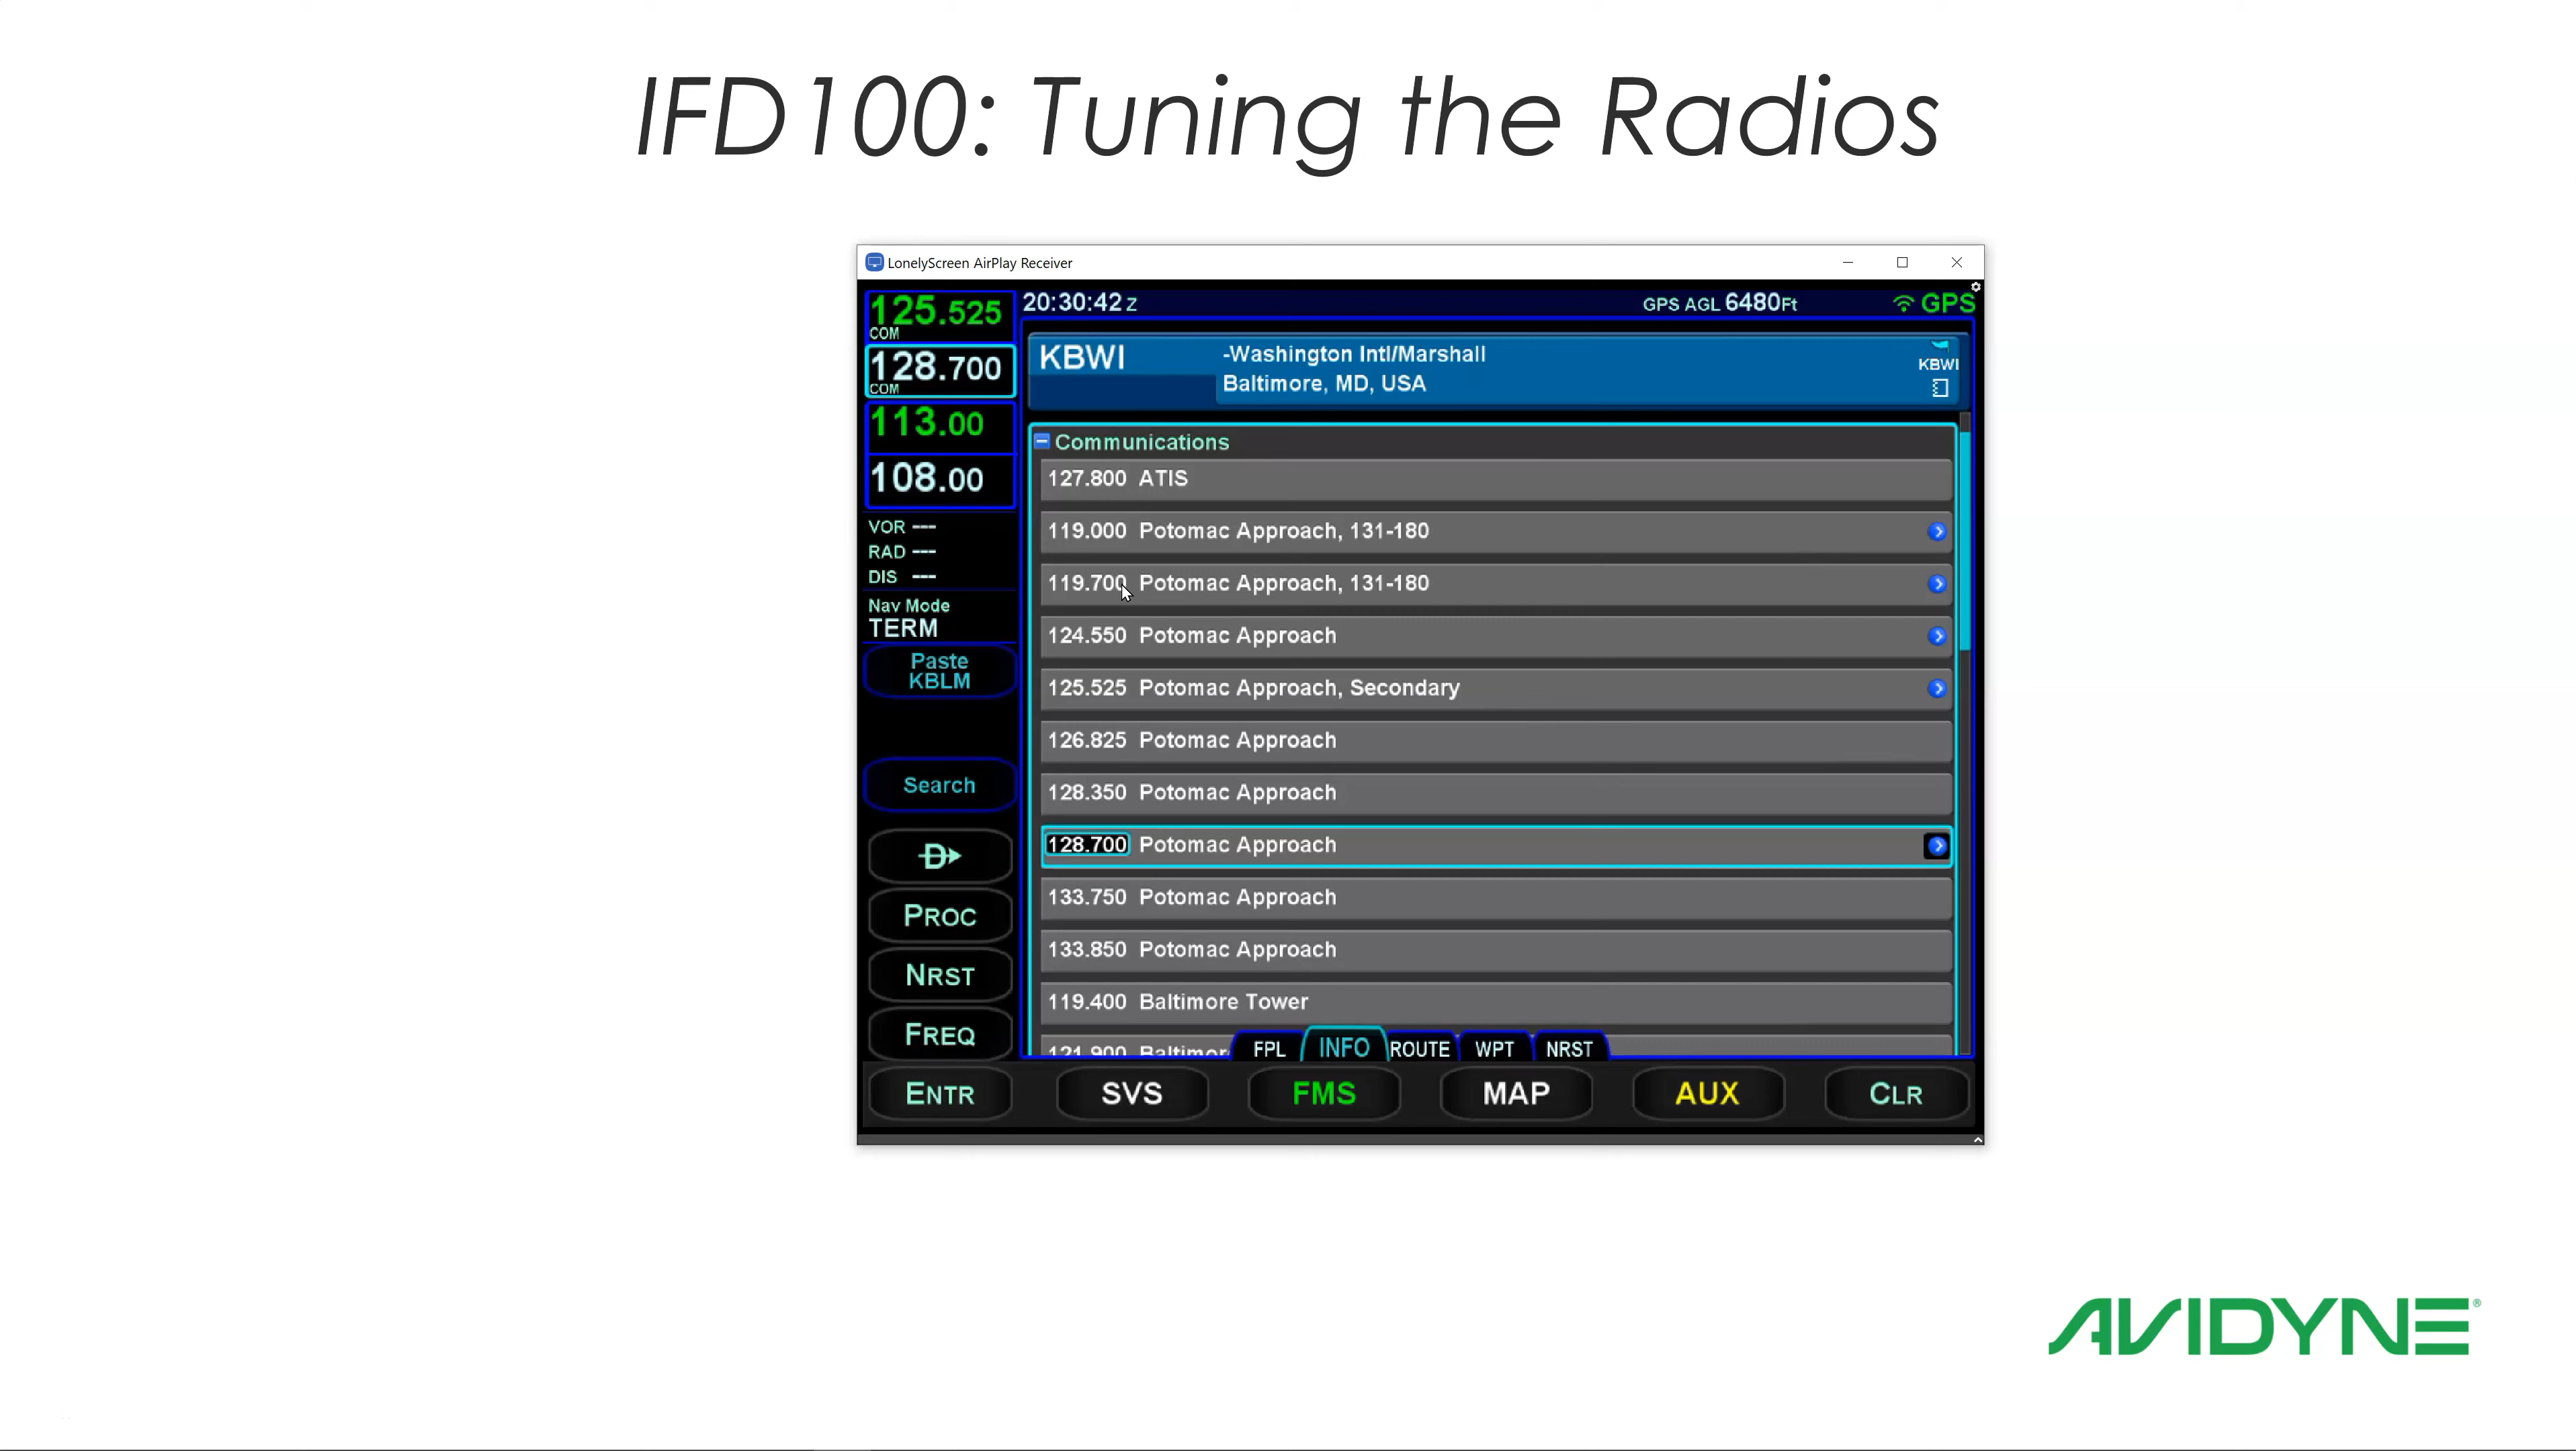 IFD100: Tuning the Radios
LonelyScreen AirPlay Receiver
125.525
COM
128.700
COM
113.00
108.00
VOR ---
RAD ---
DIS ---
Nav Mode
TERM
Paste
KBLM
Search
D
PROC
NRST
FREQ
20:30:42 Z
GPS AGL 6480Ft
GPS
KBWI
-Washington Intl/Marshall
Baltimore, MD, USA
KBWI
Communications
127.800 ATIS
119.000 Potomac Approach, 131-180
119.700 Potomac Approach, 131-180
124.550 Potomac Approach
125.525 Potomac Approach, Secondary
126.825 Potomac Approach
128.350 Potomac Approach
128.700 Potomac Approach
133.750 Potomac Approach
133.850 Potomac Approach
119.400 Baltimore Tower
121.900 Baltimor
FPL INFO ROUTE WPT NRST
ENTR SVS FMS MAP AUX CLR
AVIDYNE®